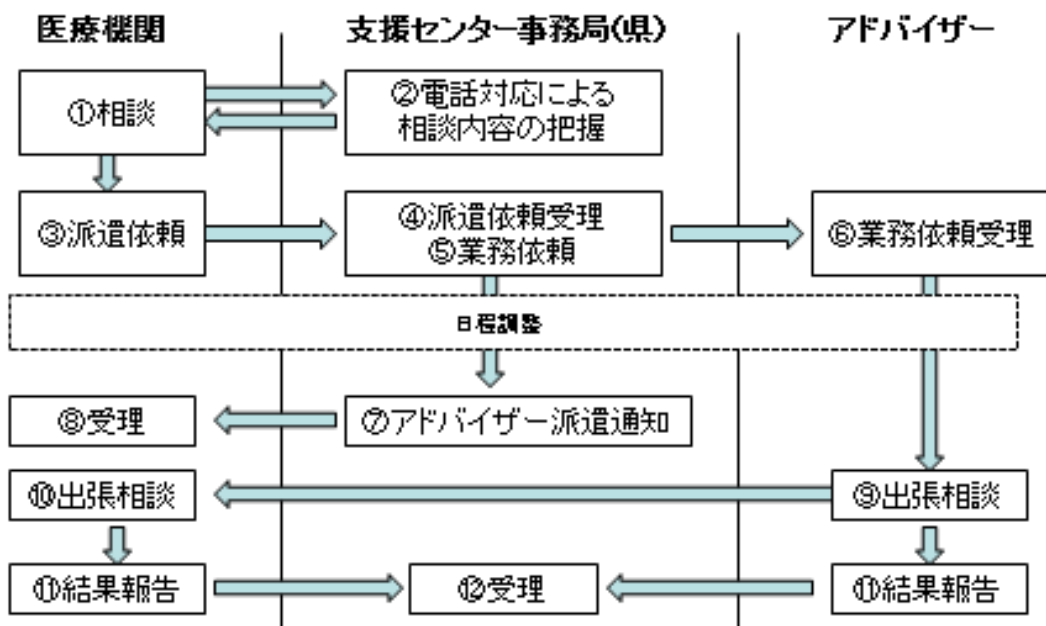 医療機関
支援センター事務局(県)
アドバイザー
①相談
②電話対応による
相談内容の把握
③派遣依頼
④派遣依頼受理
⑤業務依頼
⑥業務依頼受理
日程調整
⑧受理
⑦アドバイザー派遣通知
⑩出張相談
⑨出張相談
⑪結果報告
⑫受理
⑪結果報告